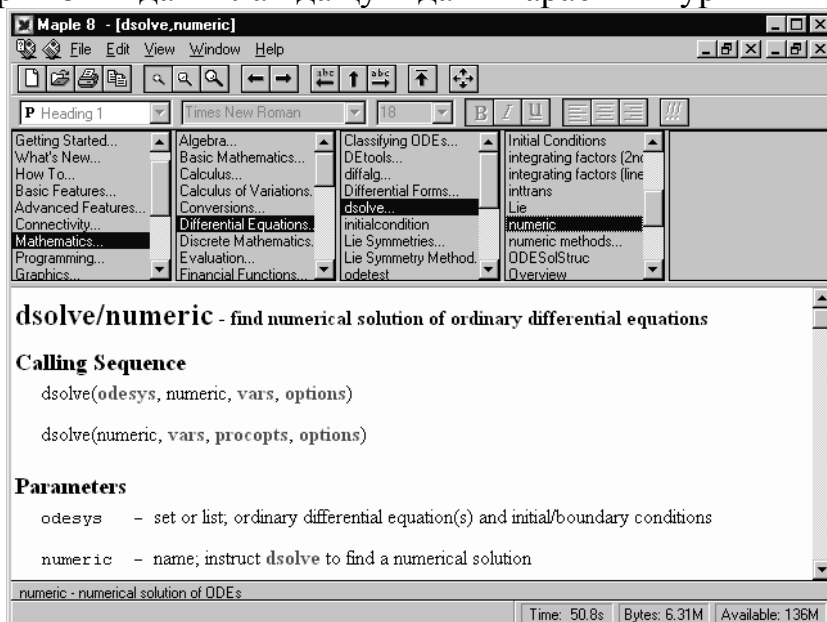 Maple 8 - [dsolve,numeric]
File Edit View Window Help
P Heading 1 Times New Roman 18 B I U !!!
Getting Started...
What's New...
How To...
Basic Features...
Advanced Features...
Connectivity...
Mathematics...
Programming...
Graphics...
Algebra...
Basic Mathematics...
Calculus...
Calculus of Variations.
Conversions...
Differential Equations..
Discrete Mathematics.
Evaluation...
Financial Functions...
Classifying ODEs...
DEtools...
diffalg...
Differential Forms...
dsolve...
initialcondition
Lie Symmetries...
Lie Symmetry Method.
odetest
Initial Conditions
integrating factors (2nd
integrating factors (line
inttrans
Lie
numeric
numeric methods...
ODESolStruc
Overview
dsolve/numeric - find numerical solution of ordinary differential equations
Calling Sequence
dsolve(odesys, numeric, vars, options)
dsolve(numeric, vars, procopts, options)
Parameters
odesys – set or list; ordinary differential equation(s) and initial/boundary conditions
numeric – name; instruct dsolve to find a numerical solution
numeric - numerical solution of ODEs
Time: 50.8s Bytes: 6.31M Available: 136M